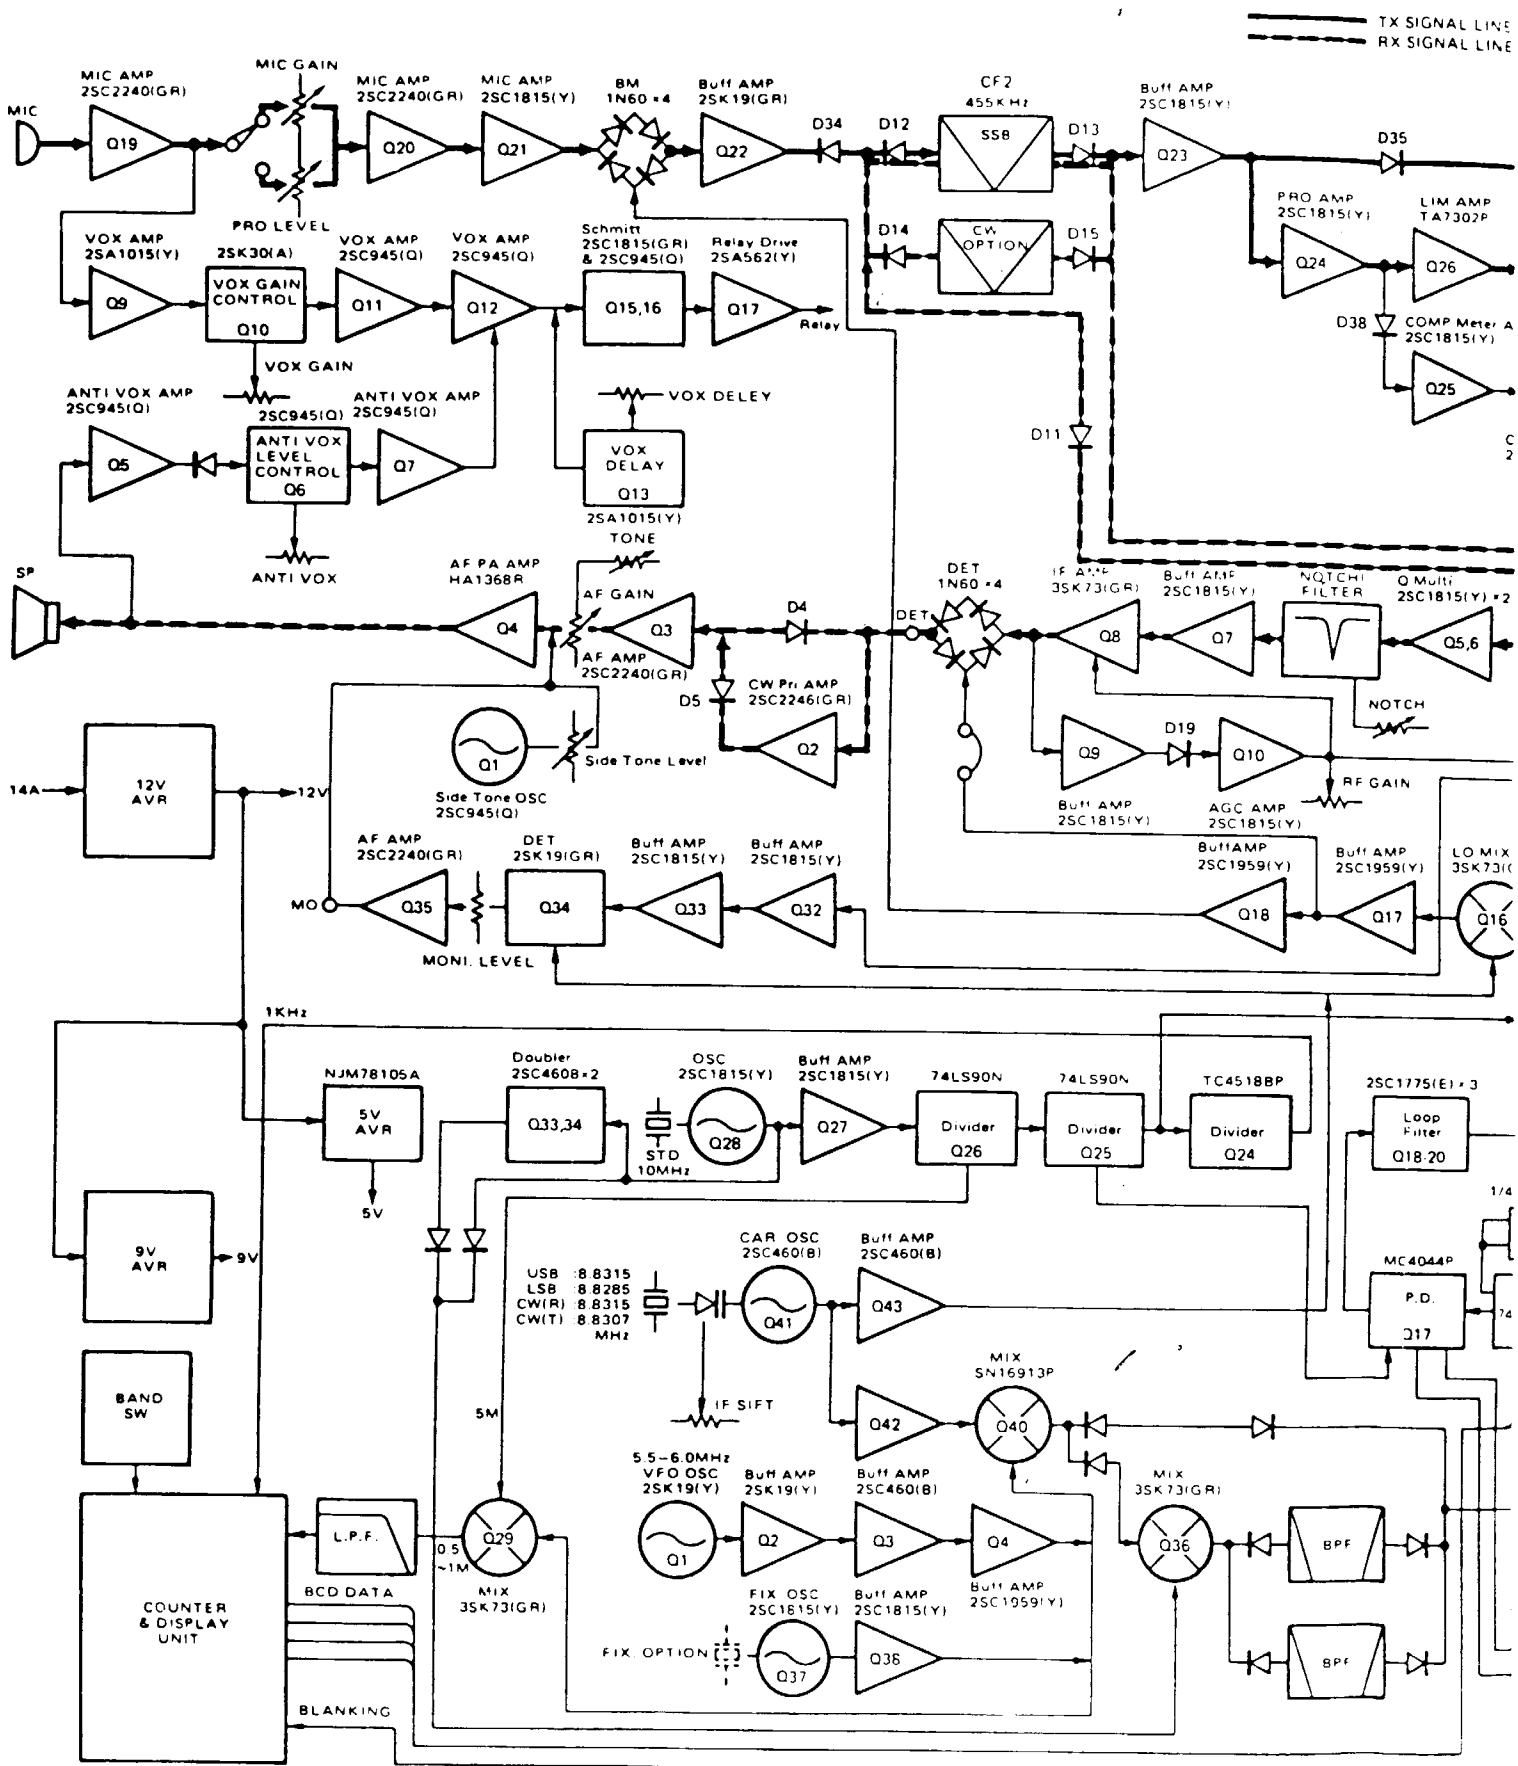 TX SIGNAL LINE
RX SIGNAL LINE
MIC
MIC AMP
2SC2240(GR)
Q19
MIC GAIN
PRO LEVEL
MIC AMP
2SC2240(GR)
Q20
MIC AMP
2SC1815(Y)
Q21
BM
1N60×4
Buff AMP
2SK19(GR)
Q22
D34
D12
CF2
455KHz
SSB
D13
Buff AMP
2SC1815(Y)
Q23
D35
PRO AMP
2SC1815(Y)
Q24
LIM AMP
TA7302P
Q26
D38
COMP Meter A
2SC1815(Y)
Q25
C
2
D14
CW
OPTION
D15
D11
VOX AMP
2SA1015(Y)
Q9
2SK30(A)
VOX GAIN
CONTROL
Q10
VOX GAIN
VOX AMP
2SC945(Q)
Q11
VOX AMP
2SC945(Q)
Q12
Schmitt
2SC1815(GR)
& 2SC945(Q)
Q15,16
Relay Drive
2SA562(Y)
Q17
Relay
ANTI VOX AMP
2SC945(Q)
Q5
2SC945(Q)
ANTI VOX
LEVEL
CONTROL
Q6
ANTI VOX
ANTI VOX AMP
2SC945(Q)
Q7
VOX DELEY
VOX
DELAY
Q13
2SA1015(Y)
TONE
SP
AF PA AMP
HA1368R
Q4
AF GAIN
Q3
AF AMP
2SC2240(GR)
D4
D5
CW Pri AMP
2SC2246(GR)
Q2
DET
DET
1N60×4
IF AMP
3SK73(GR)
Q8
Buff AMP
2SC1815(Y)
Q7
NOTCHI
FILTER
NOTCH
Q Multi
2SC1815(Y)×2
Q5,6
Q9
Buff AMP
2SC1815(Y)
D19
Q10
AGC AMP
2SC1815(Y)
RF GAIN
Q1
Side Tone OSC
2SC945(Q)
Side Tone Level
14A
12V
AVR
12V
AF AMP
2SC2240(GR)
Q35
MO
MONI. LEVEL
DET
2SK19(GR)
Q34
Buff AMP
2SC1815(Y)
Q33
Buff AMP
2SC1815(Y)
Q32
BuffAMP
2SC1959(Y)
Q18
Buff AMP
2SC1959(Y)
Q17
LO MIX
3SK73(
Q16
1KHz
NJM78105A
5V
AVR
5V
Doubler
2SC460B×2
Q33,34
STD
10MHz
OSC
2SC1815(Y)
Q28
Buff AMP
2SC1815(Y)
Q27
74LS90N
Divider
Q26
74LS90N
Divider
Q25
TC4518BP
Divider
Q24
2SC1775(E)×3
Loop
Filter
Q18-20
1/4
9V
AVR
9V
USB :8.8315
LSB :8.8285
CW(R) :8.8315
CW(T) :8.8307
MHz
CAR OSC
2SC460(B)
Q41
Buff AMP
2SC460(B)
Q43
MC4044P
P.D.
Q17
74
BAND
SW
5M
IF SIFT
Q42
MIX
SN16913P
Q40
5.5-6.0MHz
VFO OSC
2SK19(Y)
Q1
Buff AMP
2SK19(Y)
Q2
Buff AMP
2SC460(B)
Q3
Q4
Buff AMP
2SC1959(Y)
MIX
3SK73(GR)
Q36
BPF
BPF
L.P.F.
0.5
~1M
Q29
MIX
3SK73(GR)
FIX. OPTION
FIX OSC
2SC1815(Y)
Q37
Buff AMP
2SC1815(Y)
Q38
COUNTER
& DISPLAY
UNIT
BCD DATA
BLANKING